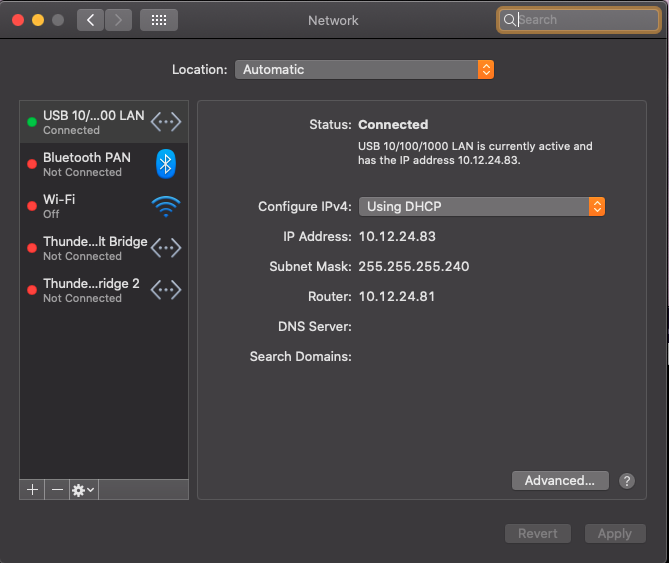 Network
Search
Location: Automatic
USB 10/...00 LAN
Connected
Bluetooth PAN
Not Connected
Wi-Fi
Off
Thunde...lt Bridge
Not Connected
Thunde...ridge 2
Not Connected
Status: Connected
USB 10/100/1000 LAN is currently active and
has the IP address 10.12.24.83.
Configure IPv4: Using DHCP
IP Address: 10.12.24.83
Subnet Mask: 255.255.255.240
Router: 10.12.24.81
DNS Server:
Search Domains:
Advanced... ?
Revert Apply